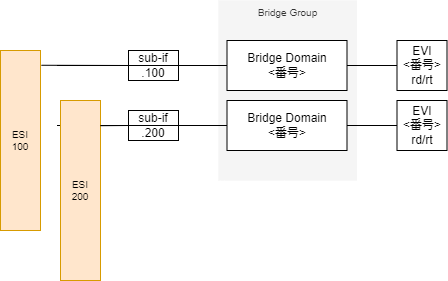 Bridge Group
sub-if
.100
Bridge Domain
<番号>
EVI
<番号>
rd/rt
ESI
100
sub-if
.200
Bridge Domain
<番号>
EVI
<番号>
rd/rt
ESI
200